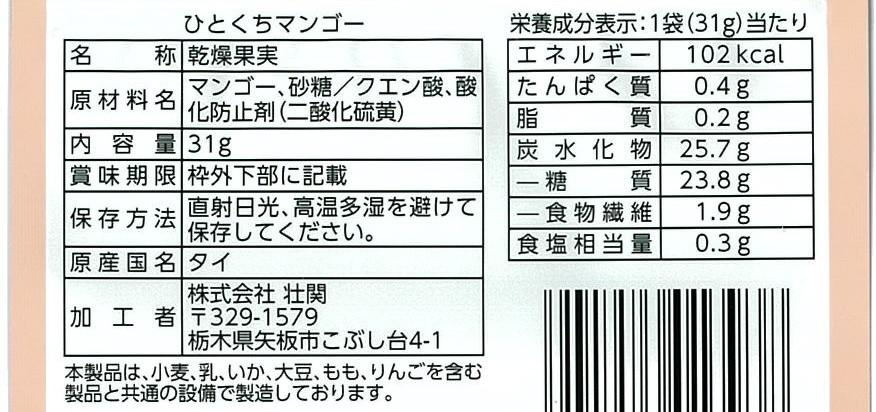 ひとくちマンゴー
名称 乾燥果実
原材料名 マンゴー、砂糖／クエン酸、酸
化防止剤(二酸化硫黄)
内容量 31g
賞味期限 枠外下部に記載
保存方法 直射日光、高温多湿を避けて
保存してください。
原産国名 タイ
加工者 株式会社 壮関
〒329-1579
栃木県矢板市こぶし台4-1
本製品は、小麦、乳、いか、大豆、もも、りんごを含む
製品と共通の設備で製造しております。
栄養成分表示:1袋(31g)当たり
エネルギー 102kcal
たんぱく質 0.4g
脂質 0.2g
炭水化物 25.7g
―糖質 23.8g
―食物繊維 1.9g
食塩相当量 0.3g